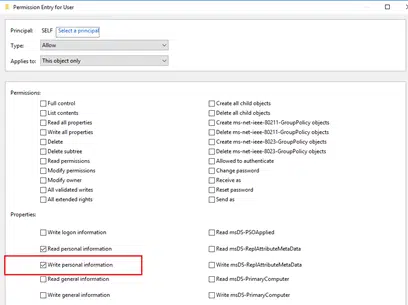 Permission Entry for User
Principal: SELF Select a principal
Type: Allow
Applies to: This object only
Permissions:
Full control Create all child objects
List contents Delete all child objects
Read all properties Create ms-net-ieee-80211-GroupPolicy objects
Write all properties Delete ms-net-ieee-80211-GroupPolicy objects
Delete Create ms-net-ieee-8023-GroupPolicy objects
Delete subtree Delete ms-net-ieee-8023-GroupPolicy objects
Read permissions Allowed to authenticate
Modify permissions Change password
Modify owner Receive as
All validated writes Reset password
All extended rights Send as
Properties:
Write logon information Read msDS-PSOApplied
Read personal information Read msDS-ReplAttributeMetaData
Write personal information Write msDS-ReplAttributeMetaData
Read general information Read msDS-PrimaryComputer
Write general information Write msDS-PrimaryComputer